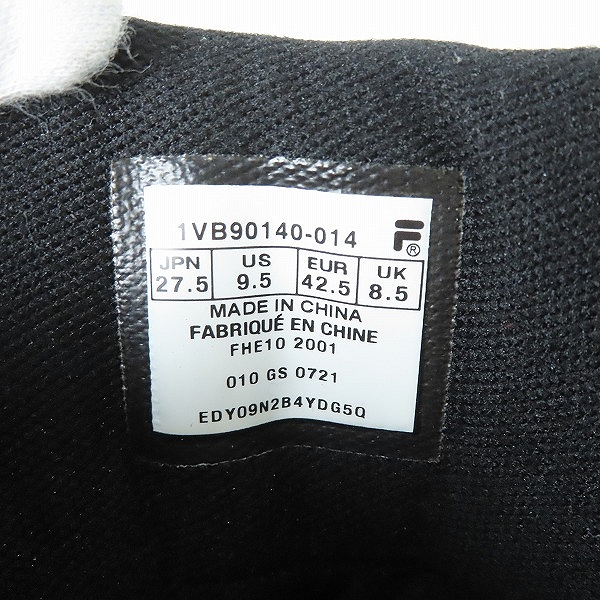 1VB90140-014 F®
JPN US EUR UK
27.5 9.5 42.5 8.5
MADE IN CHINA
FABRIQUÉ EN CHINE
FHE10 2001
010 GS 0721
EDY09N2B4YDG5Q